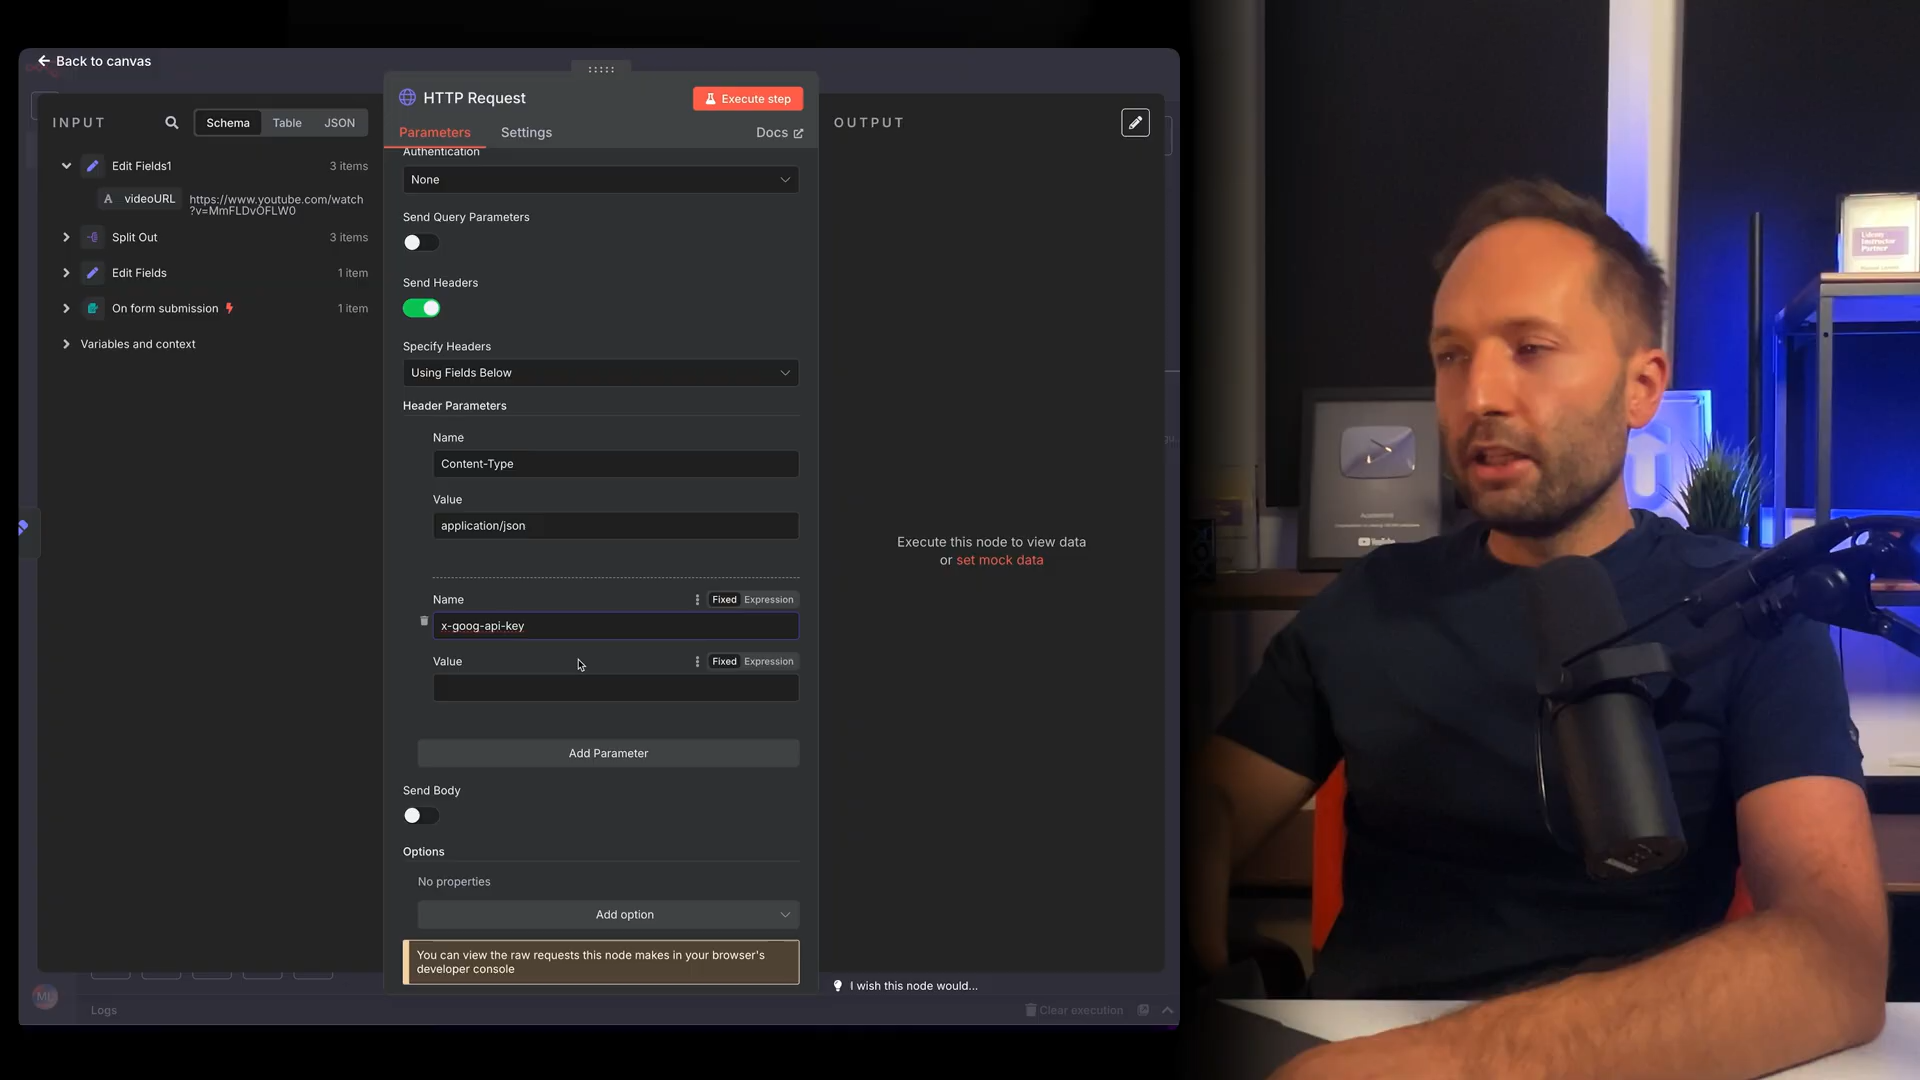 Back to canvas
INPUT
Schema
Table
JSON
Edit Fields1
3 items
A videoURL
https://www.youtube.com/watch
?v=MmFLDvOFLW0
Split Out
3 items
Edit Fields
1 item
On form submission
1 item
Variables and context
HTTP Request
Execute step
Parameters
Settings
Docs
Authentication
None
Send Query Parameters
Send Headers
Specify Headers
Using Fields Below
Header Parameters
Name
Content-Type
Value
application/json
Name
Fixed Expression
x-goog-api-key
Value
Fixed Expression
Add Parameter
Send Body
Options
No properties
Add option
You can view the raw requests this node makes in your browser's
developer console
OUTPUT
Execute this node to view data
or set mock data
I wish this node would...
ML
Logs
Clear execution
Udemy
Instructor
Partner
YouTube